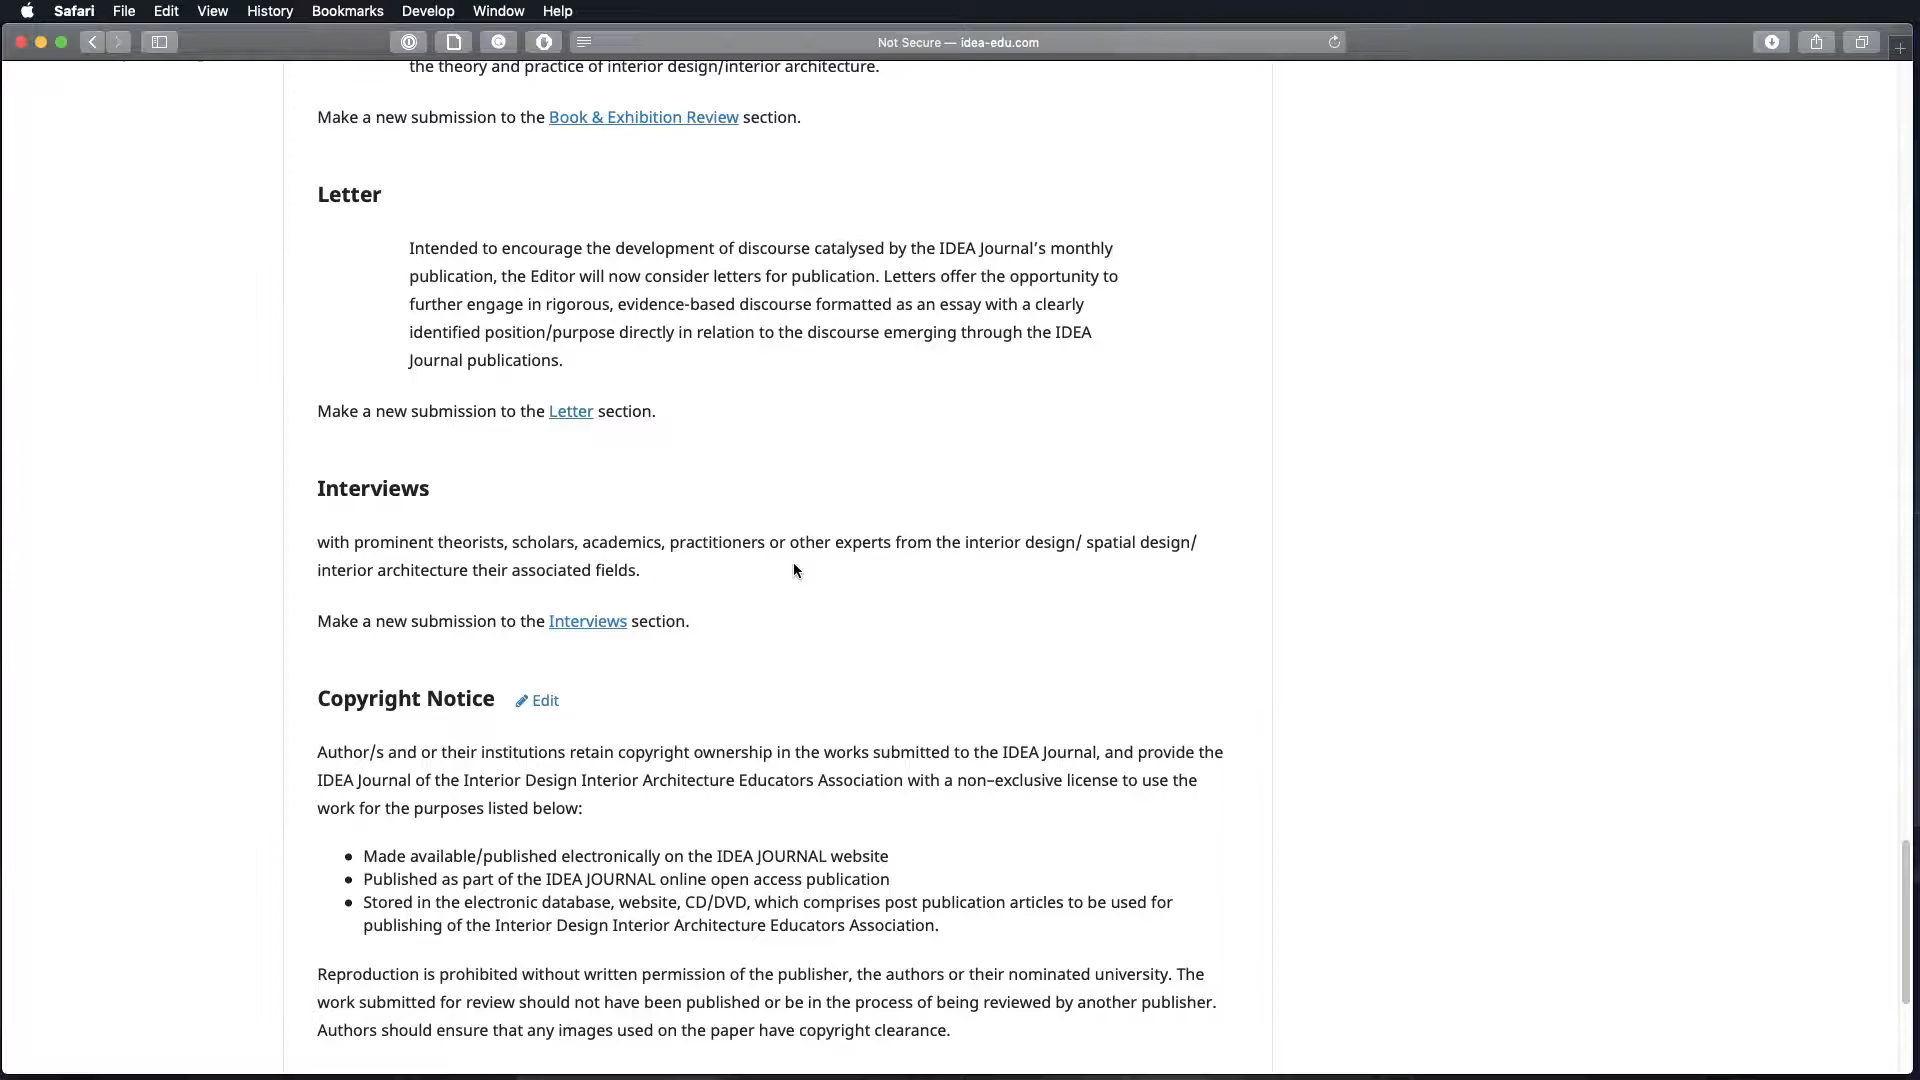 Safari File Edit View History Bookmarks Develop Window Help
Not Secure — idea-edu.com
the theory and practice of interior design/interior architecture.
Make a new submission to the Book & Exhibition Review section.
Letter
Intended to encourage the development of discourse catalysed by the IDEA Journal’s monthly
publication, the Editor will now consider letters for publication. Letters offer the opportunity to
further engage in rigorous, evidence-based discourse formatted as an essay with a clearly
identified position/purpose directly in relation to the discourse emerging through the IDEA
Journal publications.
Make a new submission to the Letter section.
Interviews
with prominent theorists, scholars, academics, practitioners or other experts from the interior design/ spatial design/
interior architecture their associated fields.
Make a new submission to the Interviews section.
Copyright Notice Edit
Author/s and or their institutions retain copyright ownership in the works submitted to the IDEA Journal, and provide the
IDEA Journal of the Interior Design Interior Architecture Educators Association with a non–exclusive license to use the
work for the purposes listed below:
• Made available/published electronically on the IDEA JOURNAL website
• Published as part of the IDEA JOURNAL online open access publication
• Stored in the electronic database, website, CD/DVD, which comprises post publication articles to be used for
publishing of the Interior Design Interior Architecture Educators Association.
Reproduction is prohibited without written permission of the publisher, the authors or their nominated university. The
work submitted for review should not have been published or be in the process of being reviewed by another publisher.
Authors should ensure that any images used on the paper have copyright clearance.